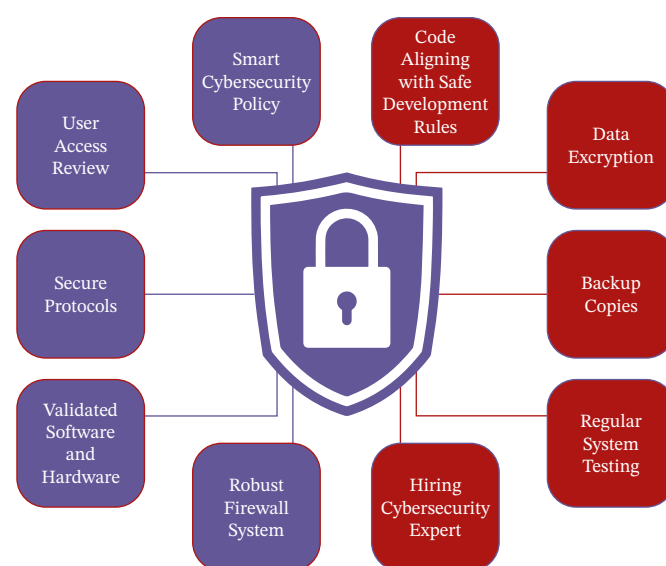 Smart
Cybersecurity
Policy
Code
Aligning
with Safe
Development
Rules
User
Access
Review
Data
Excryption
Secure
Protocols
Backup
Copies
Validated
Software
and
Hardware
Regular
System
Testing
Robust
Firewall
System
Hiring
Cybersecurity
Expert